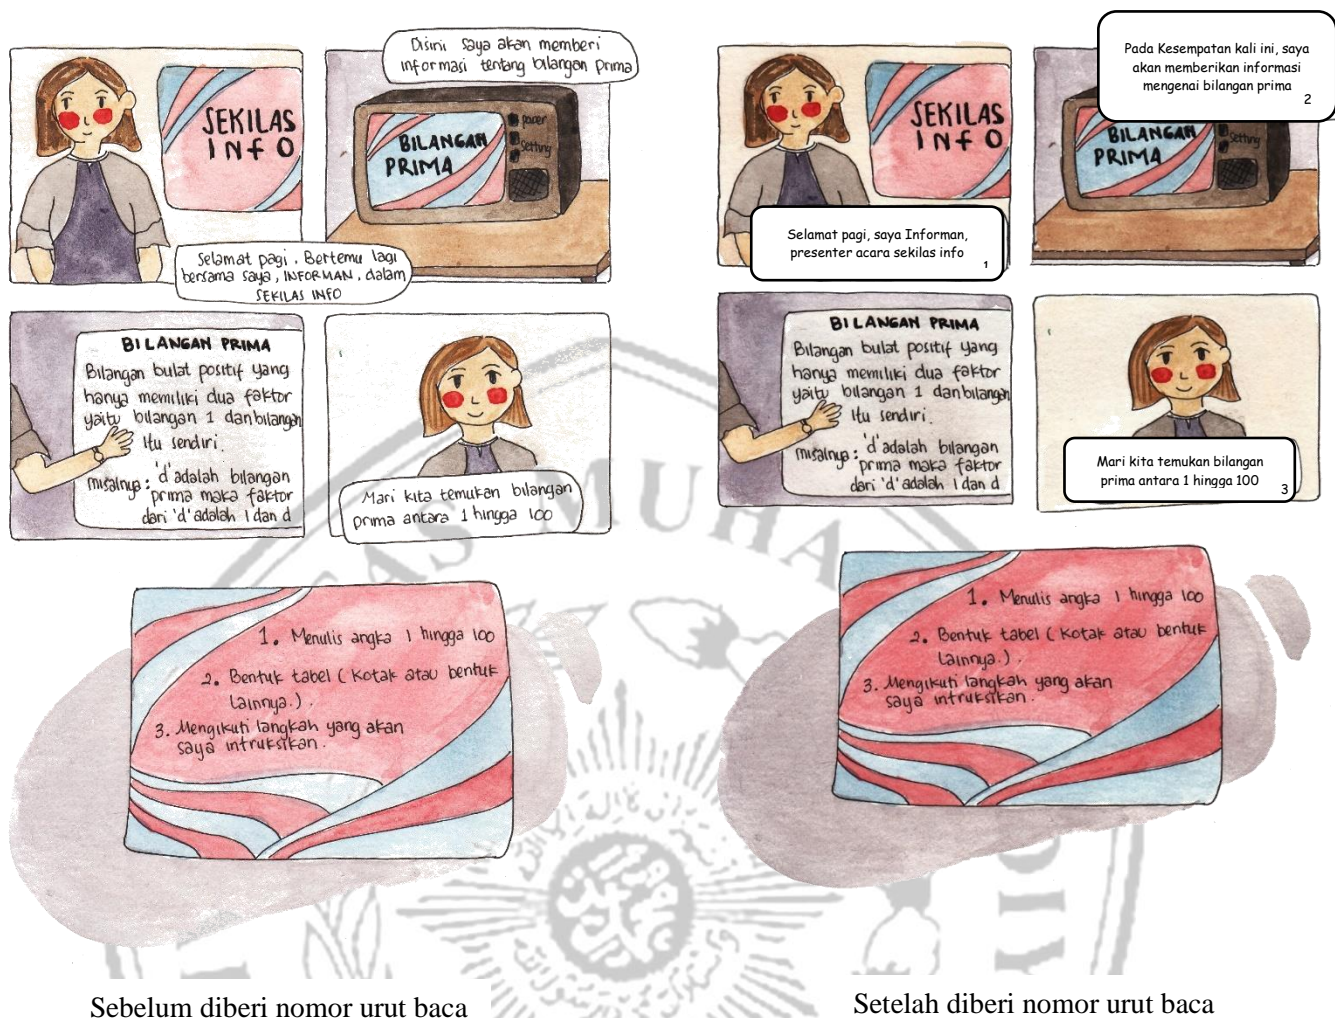 SEKILAS
INFO
Selamat pagi. Bertemu lagi
bersama saya, INFORMAN, dalam
SEKILAS INFO
Disini saya akan memberi
informasi tentang bilangan prima
BILANGAN
PRIMA
power
setting
BILANGAN PRIMA
Bilangan bulat positif yang
hanya memiliki dua faktor
yaitu bilangan 1 dan bilangan
itu sendiri.
misalnya: 'd' adalah bilangan
prima maka faktor
dari 'd' adalah 1 dan d
Mari kita temukan bilangan
prima antara 1 hingga 100
1. Menulis angka 1 hingga 100
2. Bentuk tabel (kotak atau bentuk
Lainnya.).
3. Mengikuti langkah yang akan
saya intruksikan.
Sebelum diberi nomor urut baca
SEKILAS
INFO
Selamat pagi, saya Informan,
presenter acara sekilas info
1
Pada Kesempatan kali ini, saya
akan memberikan informasi
mengenai bilangan prima
2
BILANGAN
PRIMA
setting
BILANGAN PRIMA
Bilangan bulat positif yang
hanya memiliki dua faktor
yaitu bilangan 1 dan bilangan
itu sendiri.
misalnya: 'd' adalah bilangan
prima maka faktor
dari 'd' adalah 1 dan d
Mari kita temukan bilangan
prima antara 1 hingga 100
3
1. Menulis angka 1 hingga 100
2. Bentuk tabel (kotak atau bentuk
Lainnya.).
3. Mengikuti langkah yang akan
saya intruksikan.
Setelah diberi nomor urut baca